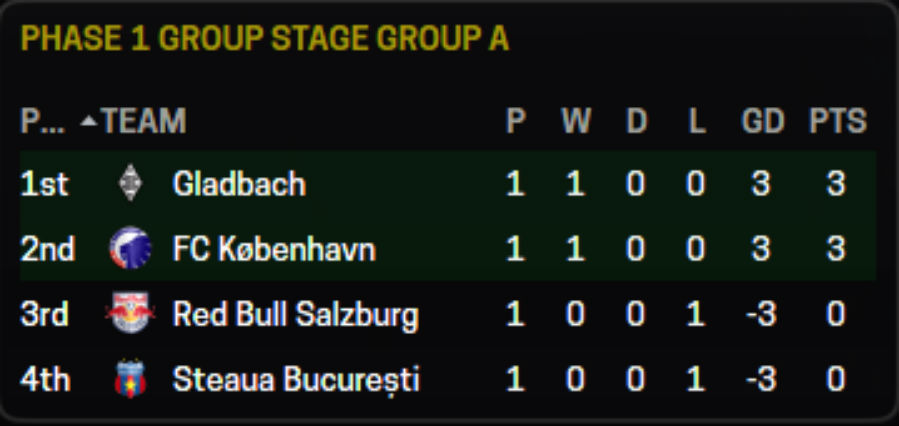 PHASE 1 GROUP STAGE GROUP A
P... TEAM P W D L GD PTS
1st Gladbach 1 1 0 0 3 3
2nd FC København 1 1 0 0 3 3
3rd Red Bull Salzburg 1 0 0 1 -3 0
4th Steaua București 1 0 0 1 -3 0